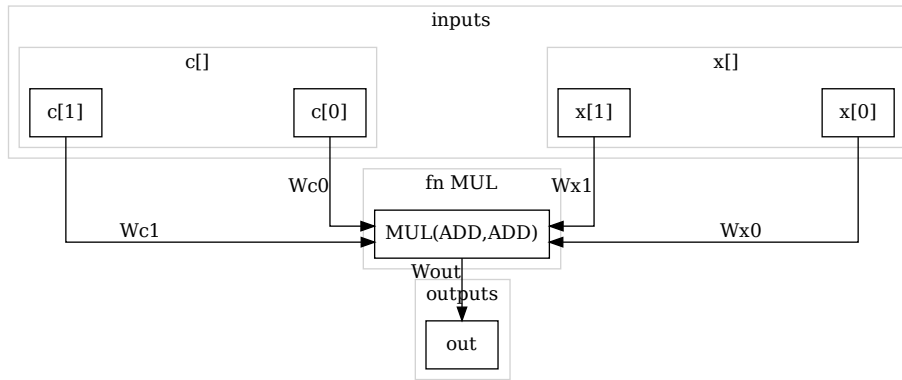 inputs
c[]
x[]
c[1]
c[0]
x[1]
x[0]
fn MUL
Wc0
Wx1
MUL(ADD,ADD)
Wc1
Wx0
Wout
outputs
out